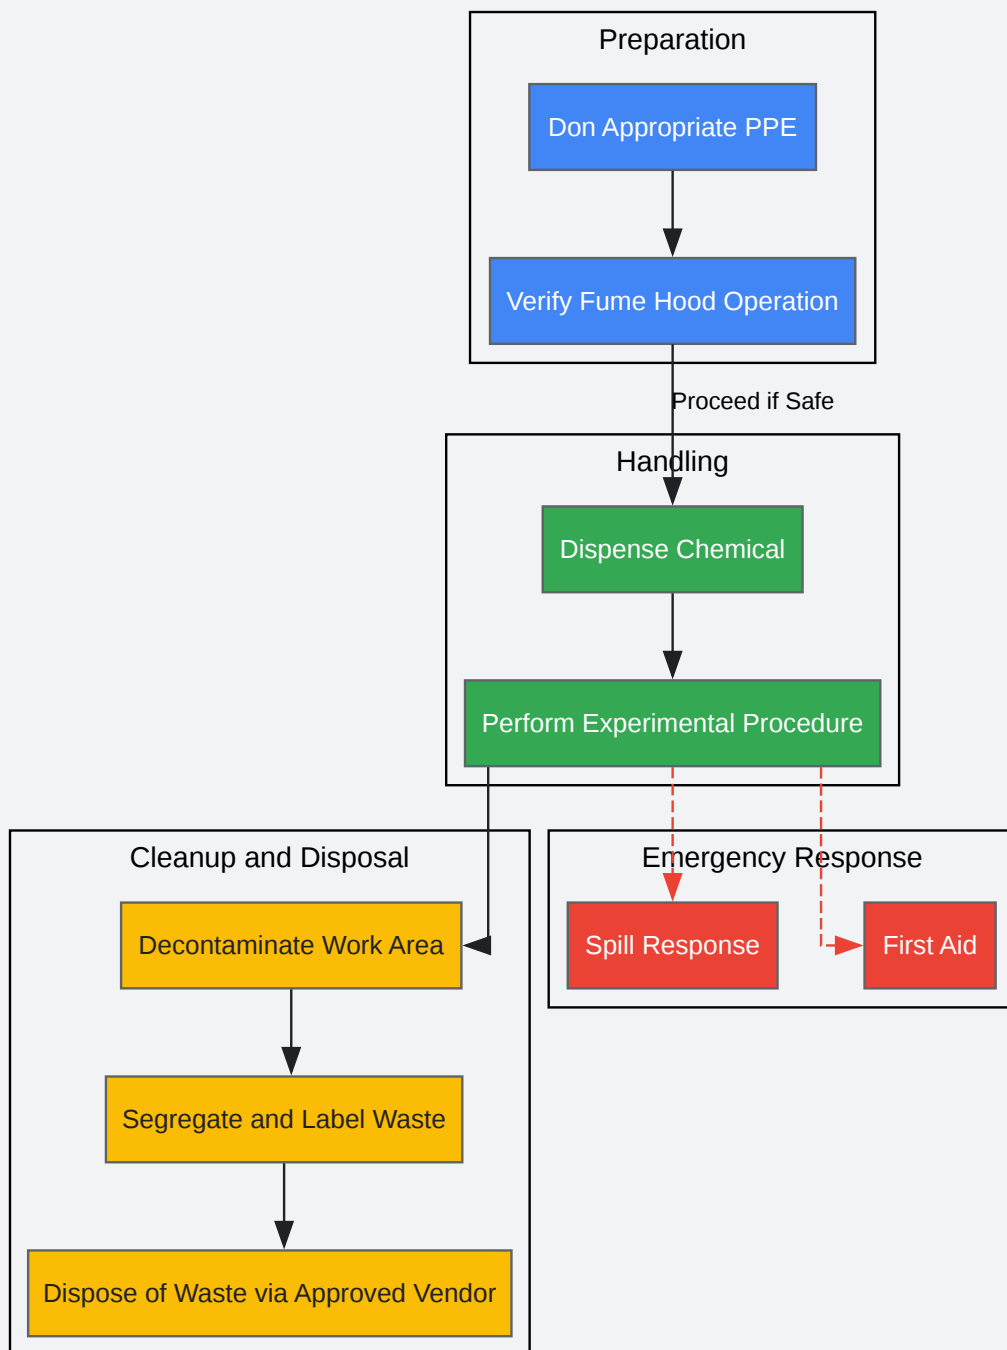 Preparation
Don Appropriate PPE
Verify Fume Hood Operation
Proceed if Safe
Handling
Dispense Chemical
Perform Experimental Procedure
Cleanup and Disposal
Decontaminate Work Area
Segregate and Label Waste
Dispose of Waste via Approved Vendor
Emergency Response
Spill Response
First Aid